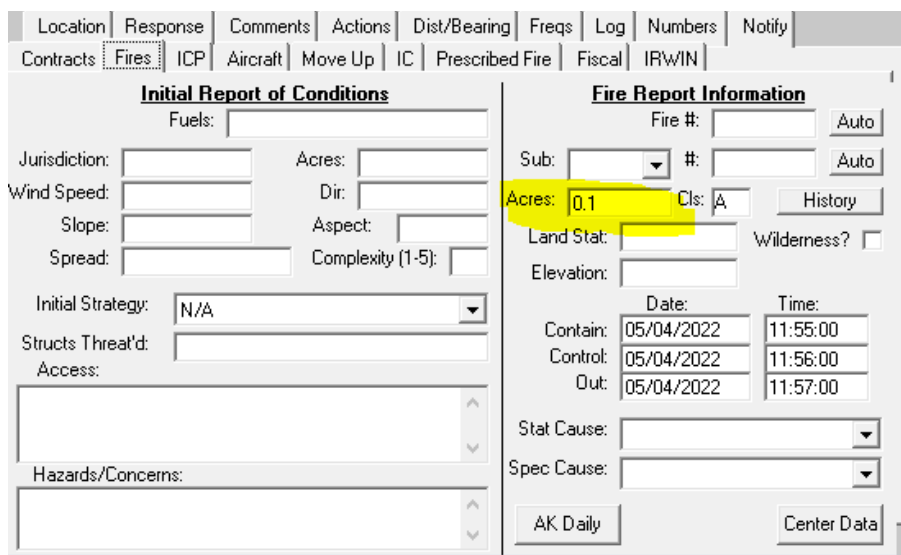 Location Response Comments Actions Dist/Bearing Freqs Log Numbers Notify
Contracts Fires ICP Aircraft Move Up IC Prescribed Fire Fiscal IRWIN
Initial Report of Conditions
Fuels:
Jurisdiction: Acres:
Wind Speed: Dir:
Slope: Aspect:
Spread: Complexity (1-5):
Initial Strategy: N/A
Structs Threat'd:
Access:
Hazards/Concerns:
Fire Report Information
Fire #: Auto
Sub: #: Auto
Acres: 0.1 Cls: A History
Land Stat: Wilderness?
Elevation:
Date: Time:
Contain: 05/04/2022 11:55:00
Control: 05/04/2022 11:56:00
Out: 05/04/2022 11:57:00
Stat Cause:
Spec Cause:
AK Daily Center Data